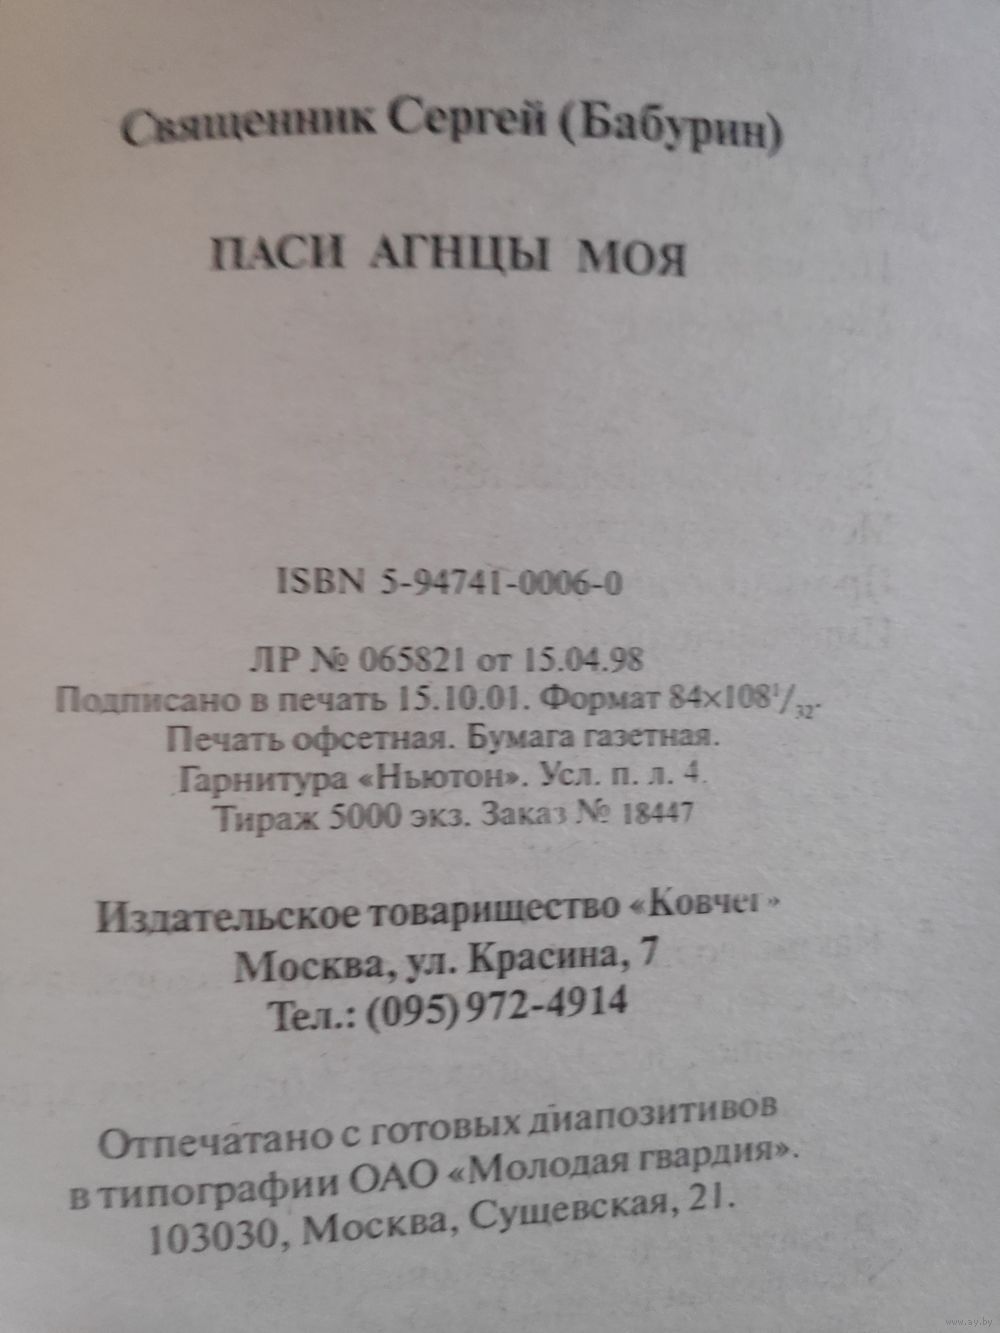 Священник Сергей (Бабурин)
ПАСИ АГНЦЫ МОЯ
ISBN 5-94741-0006-0
ЛР № 065821 от 15.04.98
Подписано в печать 15.10.01. Формат 84×108¹/₃₂.
Печать офсетная. Бумага газетная.
Гарнитура «Ньютон». Усл. п. л. 4.
Тираж 5000 экз. Заказ № 18447
Издательское товарищество «Ковчег»
Москва, ул. Красина, 7
Тел.: (095) 972-4914
Отпечатано с готовых диапозитивов
в типографии ОАО «Молодая гвардия».
103030, Москва, Сущевская, 21.
www.ay.by